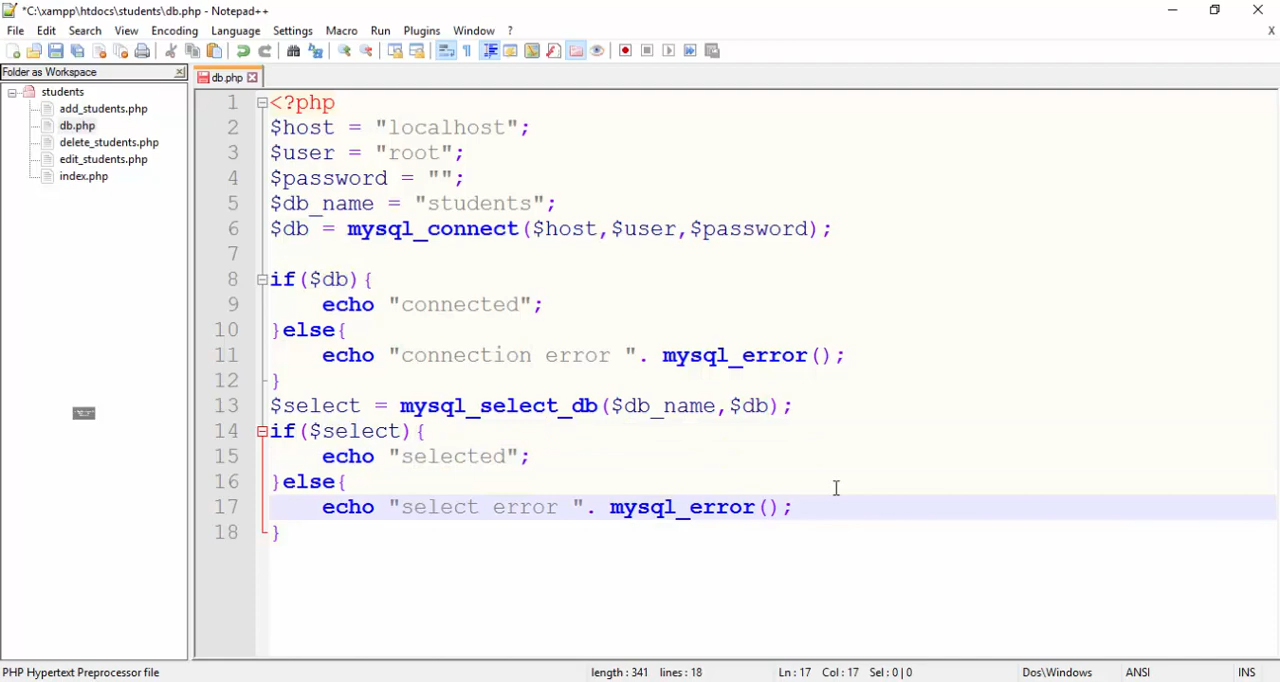 *C:\xampp\htdocs\students\db.php - Notepad++
File Edit Search View Encoding Language Settings Macro Run Plugins Window ? X
Folder as Workspace
db.php
students
add_students.php
db.php
delete_students.php
edit_students.php
index.php
1 <?php
2 $host = "localhost";
3 $user = "root";
4 $password = "";
5 $db_name = "students";
6 $db = mysql_connect($host,$user,$password);
7
8 if($db){
9 echo "connected";
10 }else{
11 echo "connection error ". mysql_error();
12 }
13 $select = mysql_select_db($db_name,$db);
14 if($select){
15 echo "selected";
16 }else{
17 echo "select error ". mysql_error();
18 }
PHP Hypertext Preprocessor file length : 341 lines : 18 Ln : 17 Col : 17 Sel : 0 | 0 Dos\Windows ANSI INS